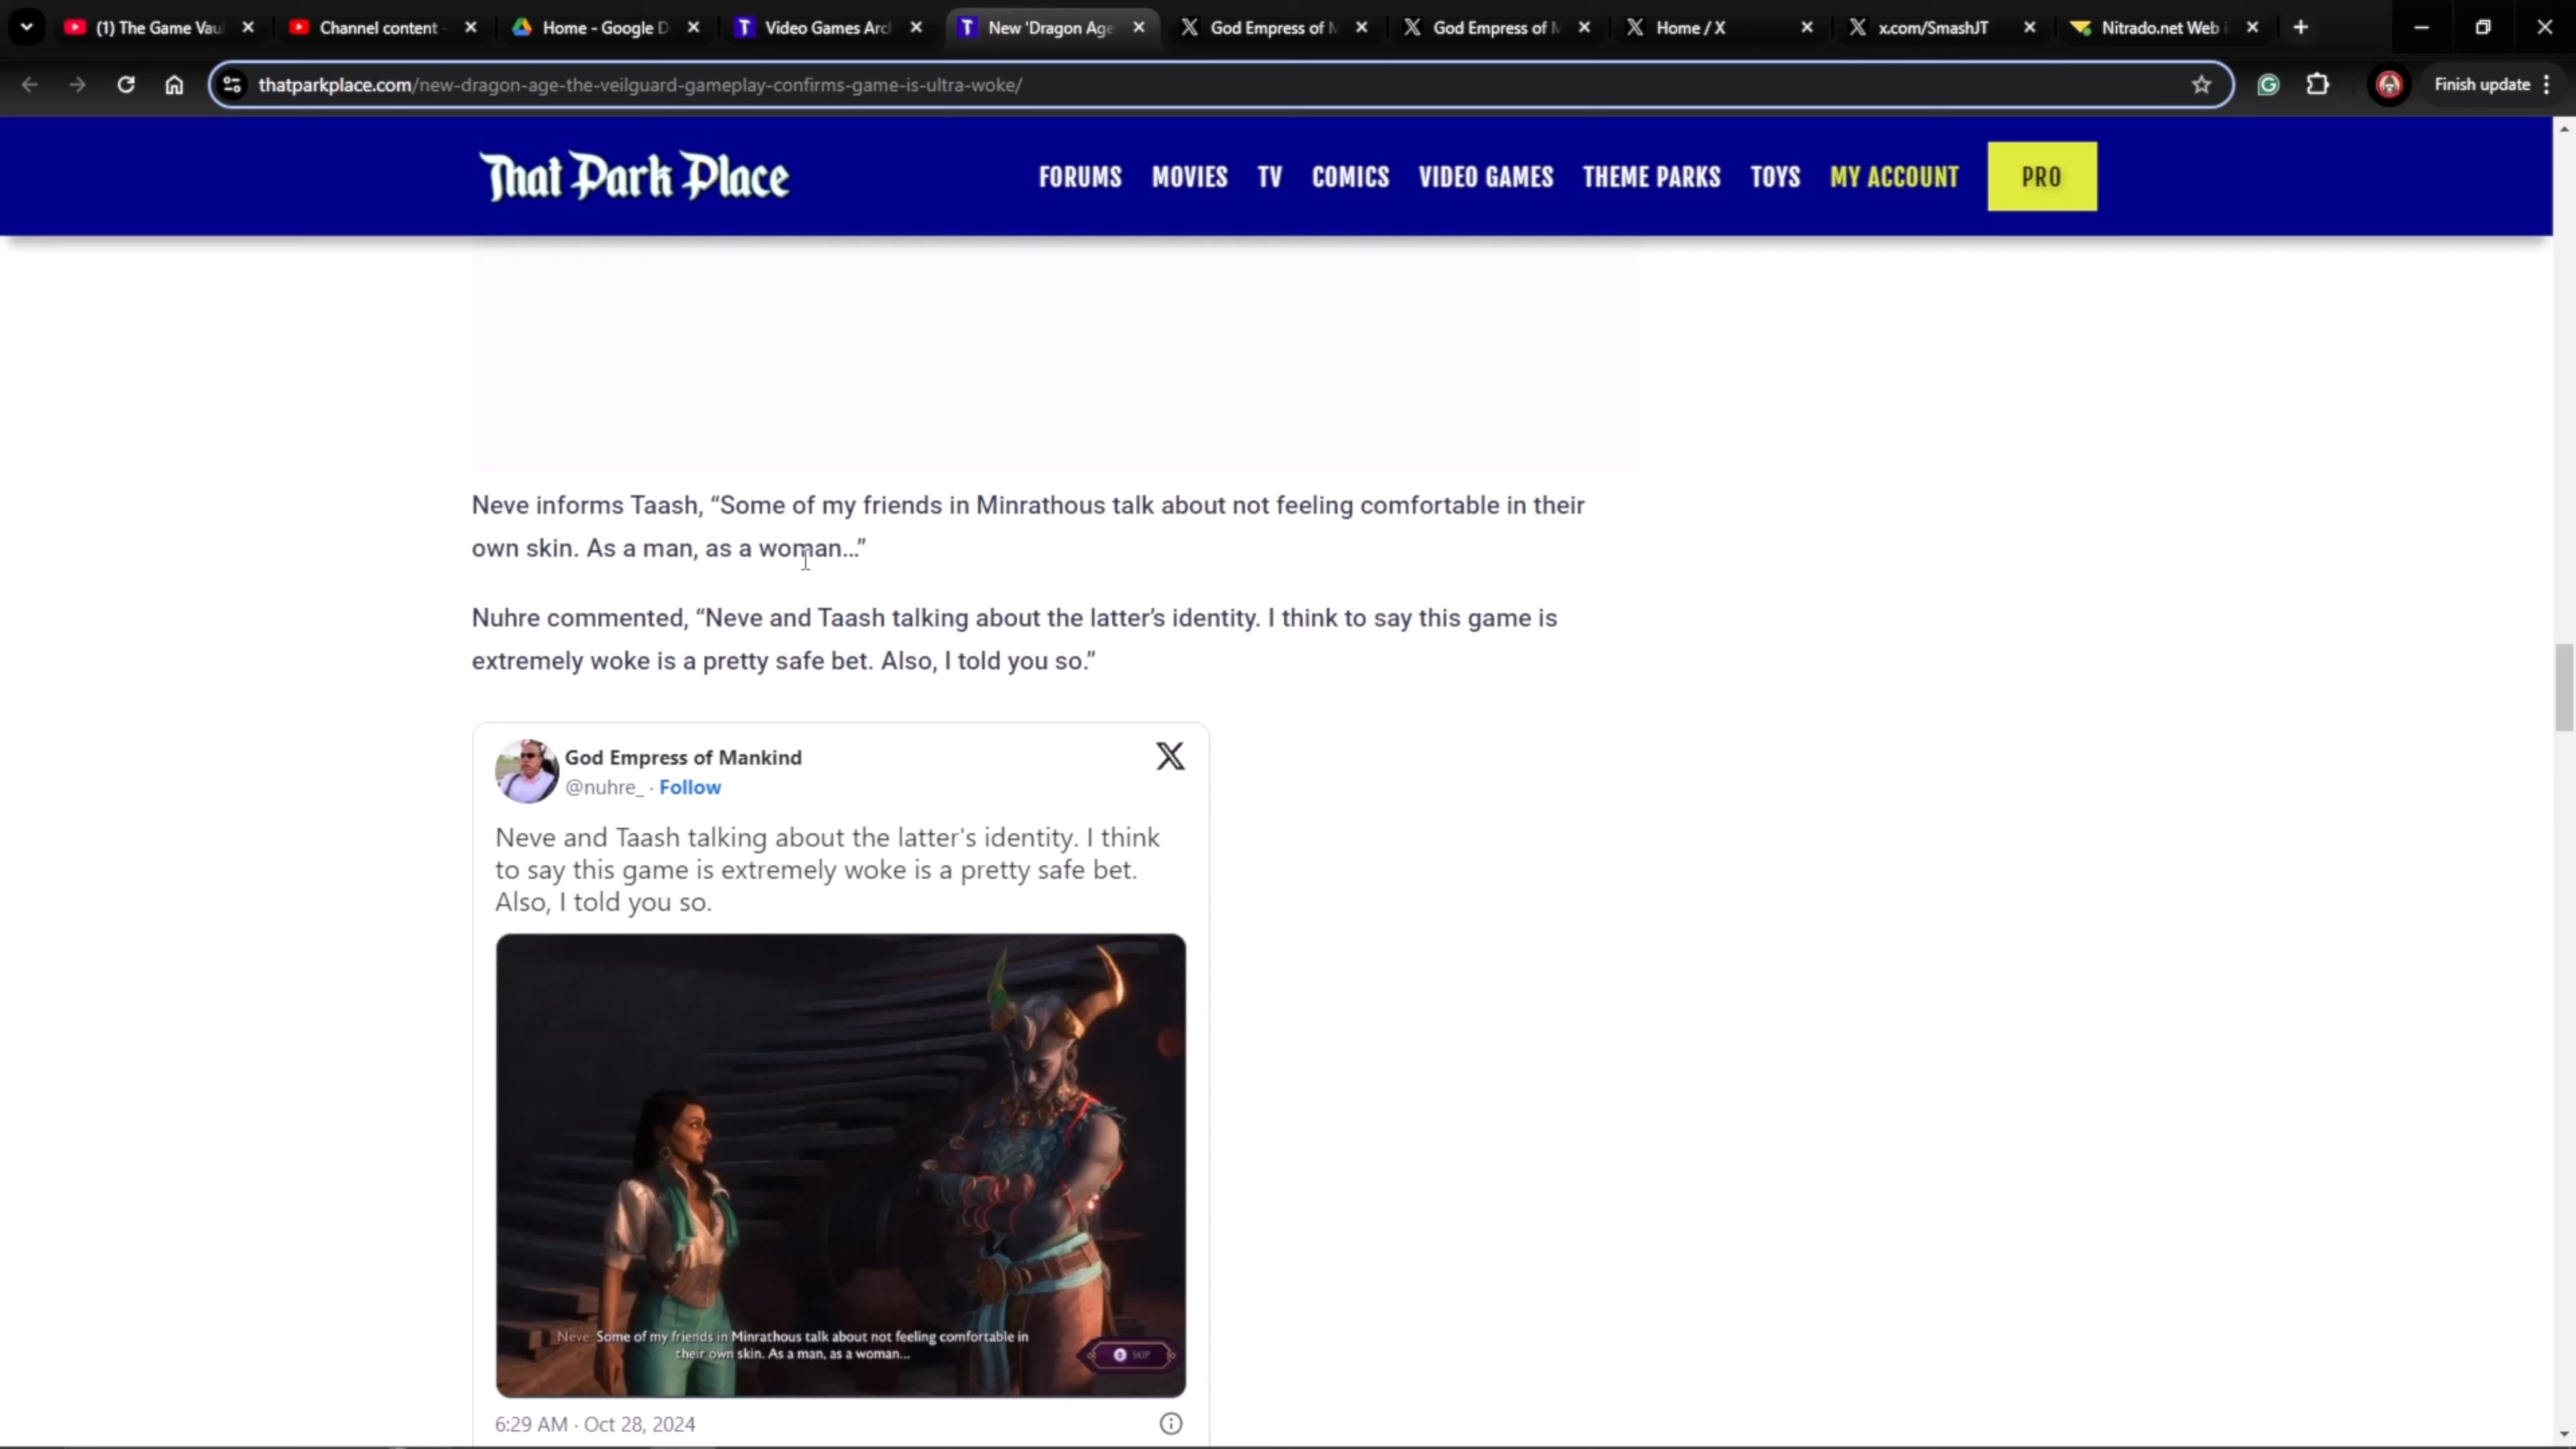 (1) The Game Vau
Channel content -
Home - Google D
Video Games Arc
New 'Dragon Age
God Empress of M
God Empress of M
Home / X
x.com/SmashJT
Nitrado.net Web i
thatparkplace.com/new-dragon-age-the-veilguard-gameplay-confirms-game-is-ultra-woke/
Finish update
That Park Place
FORUMS MOVIES TV COMICS VIDEO GAMES THEME PARKS TOYS MY ACCOUNT PRO
Neve informs Taash, “Some of my friends in Minrathous talk about not feeling comfortable in their
own skin. As a man, as a woman…”
Nuhre commented, “Neve and Taash talking about the latter’s identity. I think to say this game is
extremely woke is a pretty safe bet. Also, I told you so.”
God Empress of Mankind
@nuhre_ · Follow
Neve and Taash talking about the latter's identity. I think
to say this game is extremely woke is a pretty safe bet.
Also, I told you so.
Neve: Some of my friends in Minrathous talk about not feeling comfortable in
their own skin. As a man, as a woman...
SKIP
6:29 AM · Oct 28, 2024